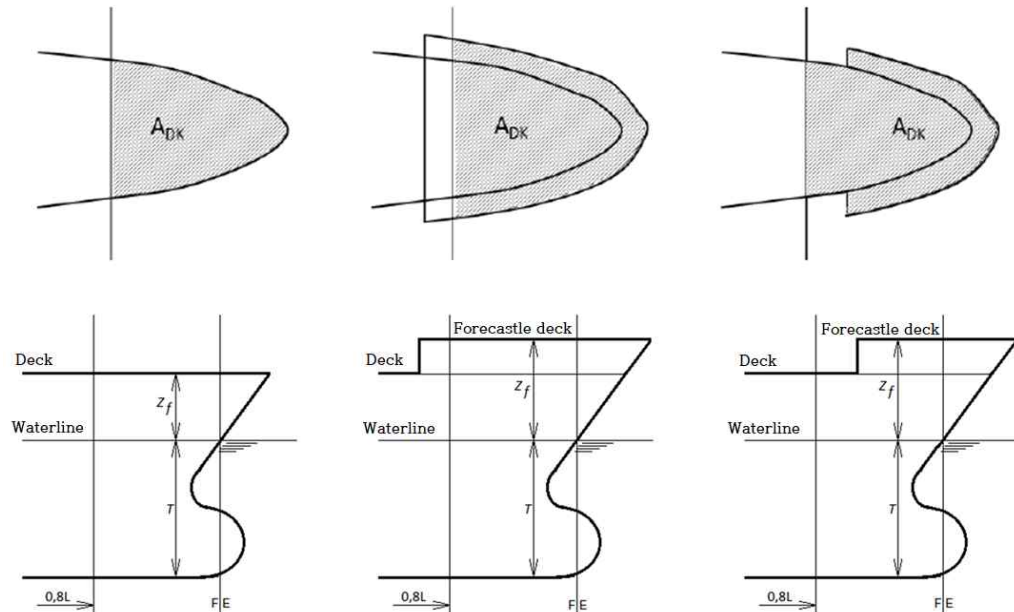 A_DK
A_DK
A_DK
Deck
z_f
Waterline
T
0,8L
F E
Forecastle deck
Deck
z_f
Waterline
T
0,8L
F E
Forecastle deck
Deck
z_f
Waterline
T
0,8L
F E